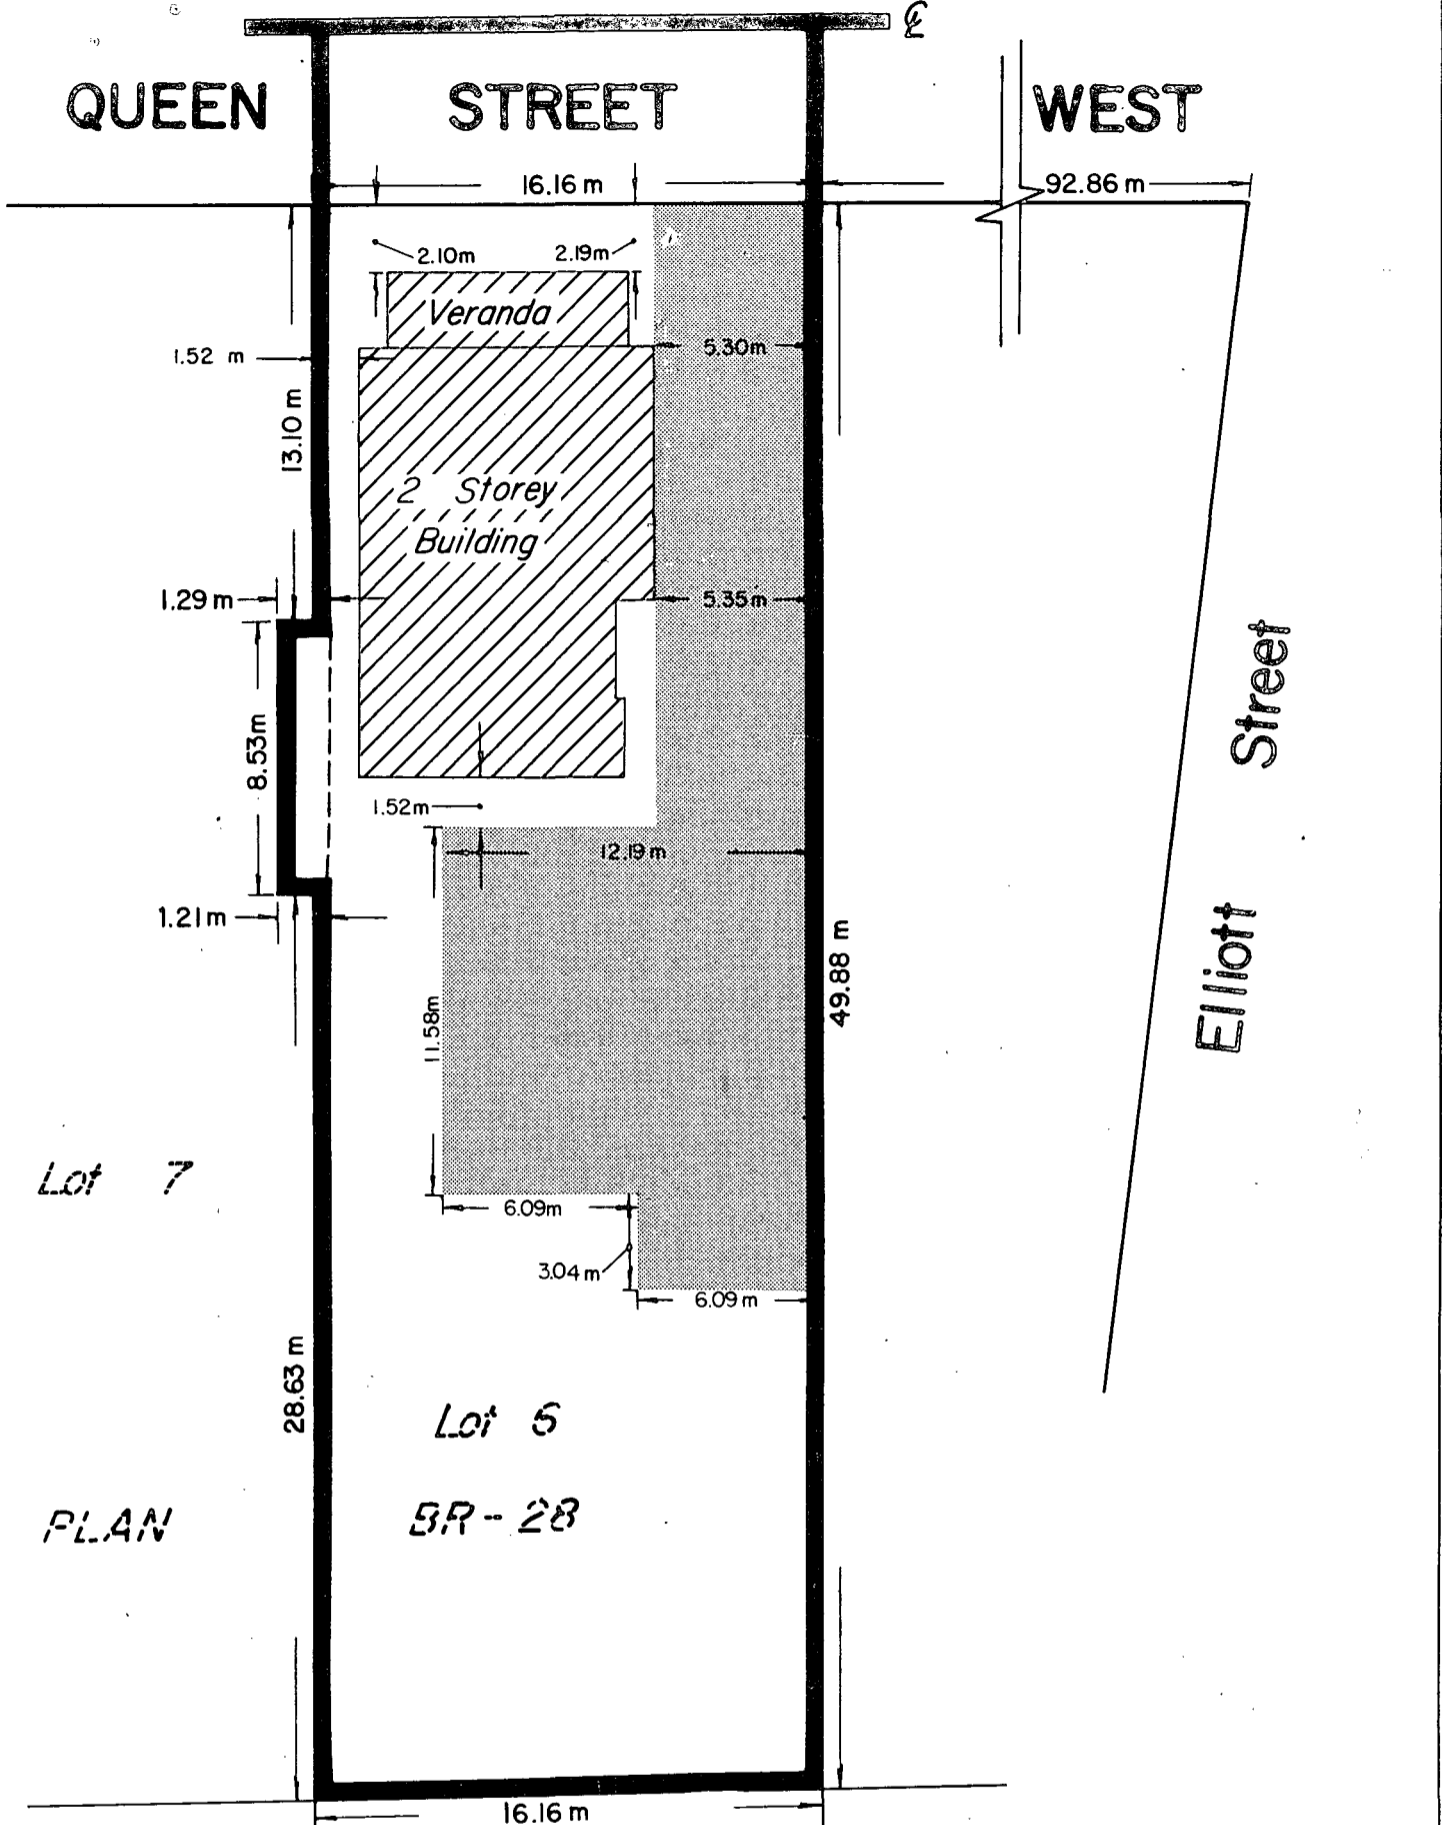 ℄
QUEEN STREET WEST
16.16 m
92.86 m
2.10m
2.19m
Veranda
1.52 m
5.30m
13.10 m
2 Storey
Building
1.29 m
5.35m
8.53m
Street
1.52m
12.19 m
1.21m
Elliott
49.88 m
11.58m
Lot 7
6.09m
3.04 m
6.09 m
28.63 m
Lot 6
PLAN BR-28
16.16 m